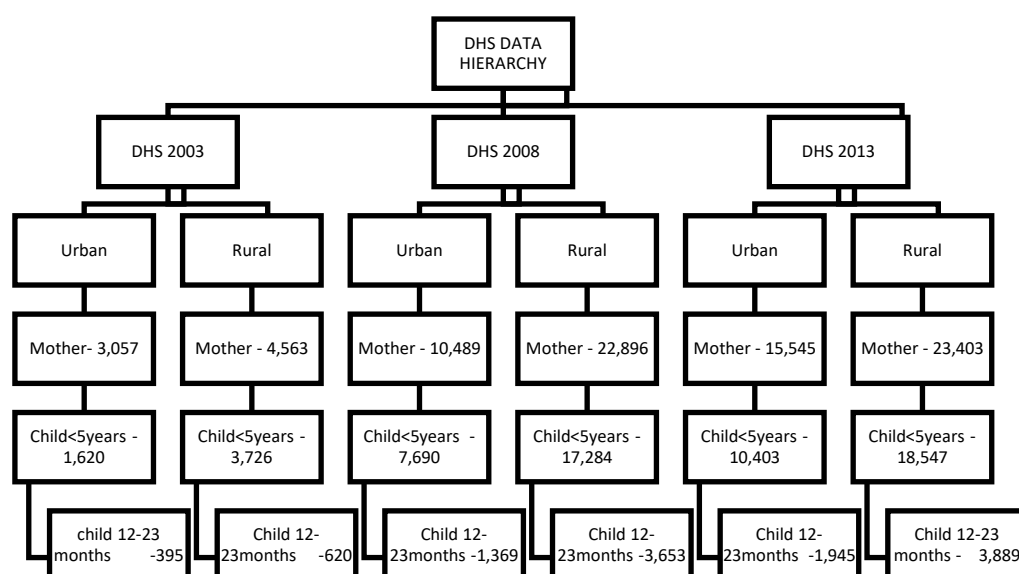 DHS DATA
HIERARCHY
DHS 2003
DHS 2008
DHS 2013
Urban
Rural
Urban
Rural
Urban
Rural
Mother- 3,057
Mother - 4,563
Mother - 10,489
Mother - 22,896
Mother - 15,545
Mother - 23,403
Child<5years -
1,620
Child<5years -
3,726
Child<5years -
7,690
Child<5years -
17,284
Child<5years -
10,403
Child<5years -
18,547
child 12-23
months -395
Child 12-
23months -620
Child 12-
23months -1,369
Child 12-
23months -3,653
Child 12-
23months -1,945
Child 12-23
months - 3,889